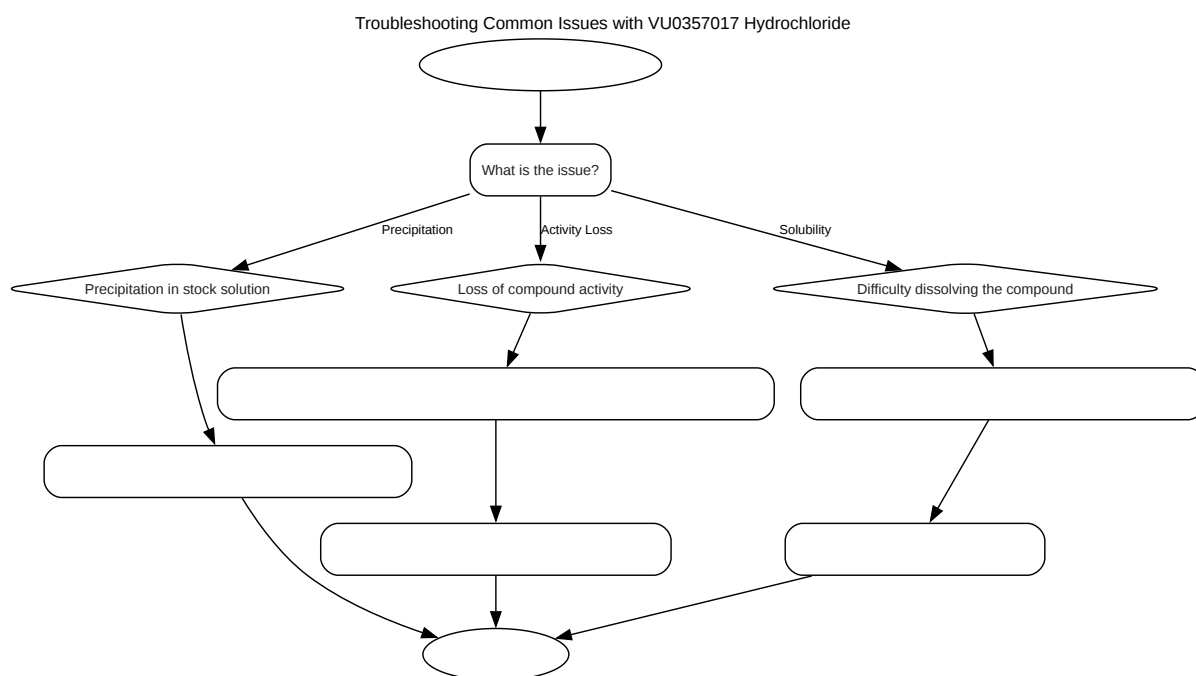 Troubleshooting Common Issues with VU0357017 Hydrochloride
What is the issue?
Precipitation
Activity Loss
Solubility
Precipitation in stock solution
Loss of compound activity
Difficulty dissolving the compound